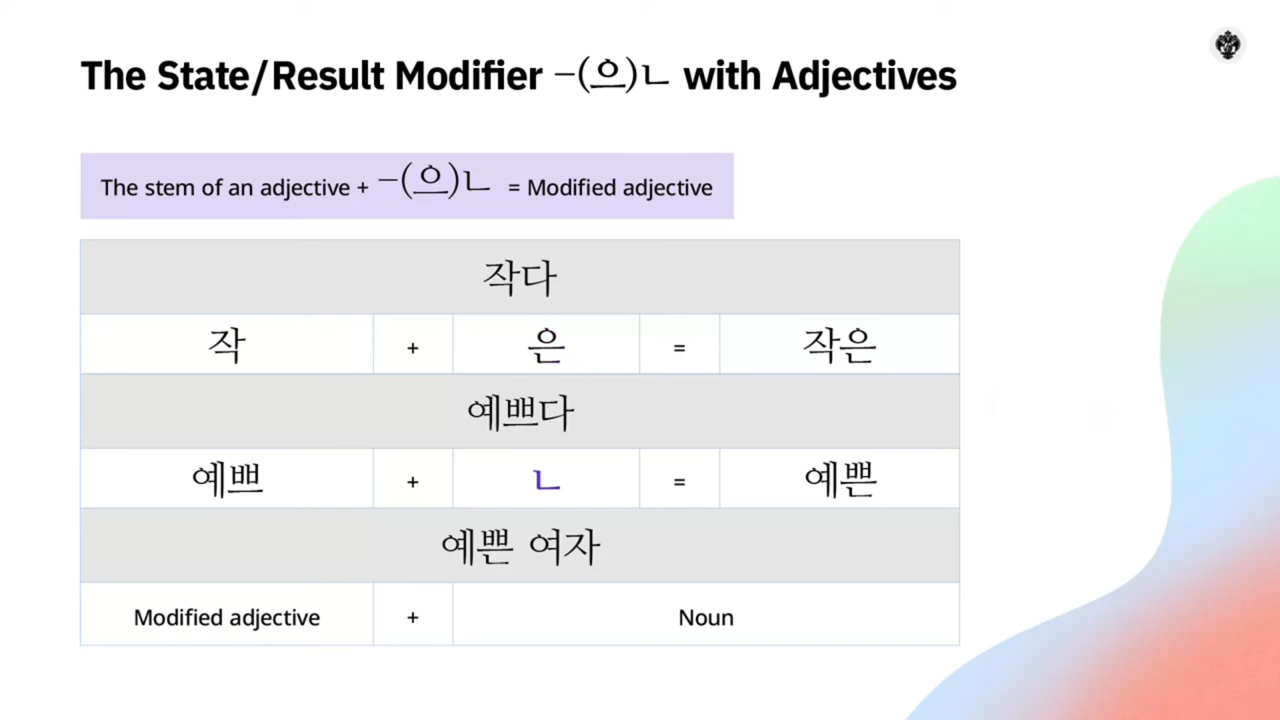 The State/Result Modifier –(으)ㄴ with Adjectives
The stem of an adjective + –(으)ㄴ = Modified adjective
작다
작 + 은 = 작은
예쁘다
예쁘 + ㄴ = 예쁜
예쁜 여자
Modified adjective + Noun